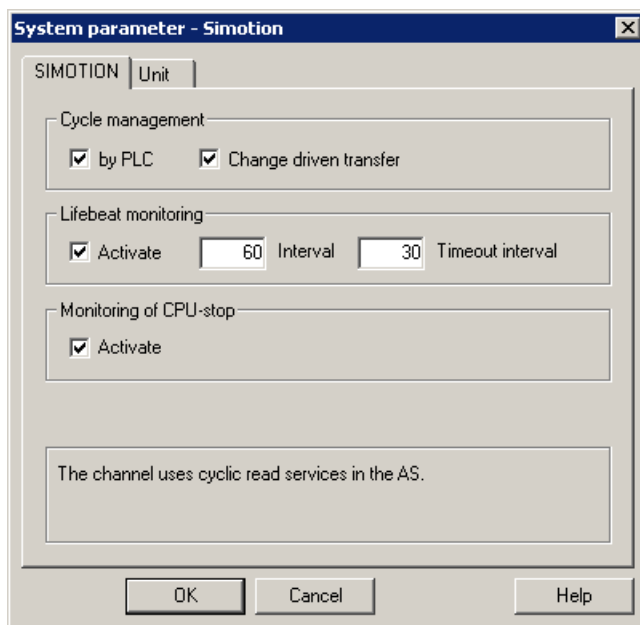 System parameter - Simotion
SIMOTION Unit
Cycle management
by PLC Change driven transfer
Lifebeat monitoring
Activate 60 Interval 30 Timeout interval
Monitoring of CPU-stop
Activate
The channel uses cyclic read services in the AS.
OK Cancel Help